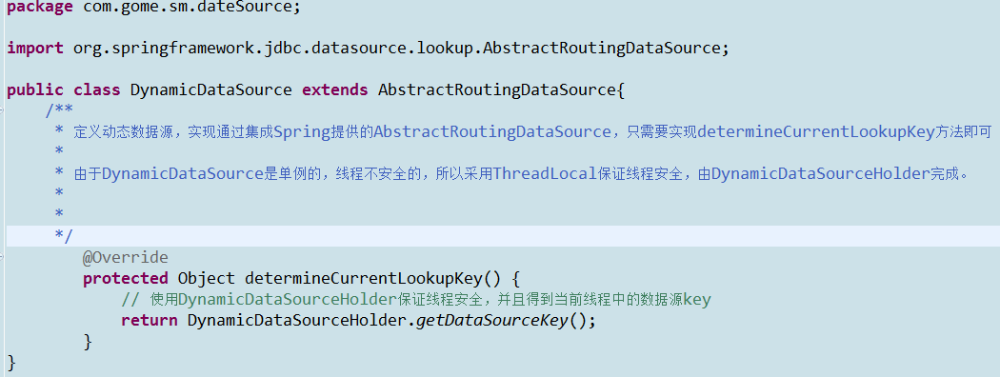 package com.gome.sm.dateSource;
import org.springframework.jdbc.datasource.lookup.AbstractRoutingDataSource;
public class DynamicDataSource extends AbstractRoutingDataSource{
/**
* 定义动态数据源，实现通过集成Spring提供的AbstractRoutingDataSource，只需要实现determineCurrentLookupKey方法即可
*
* 由于DynamicDataSource是单例的，线程不安全的，所以采用ThreadLocal保证线程安全，由DynamicDataSourceHolder完成。
*
*
*/
@Override
protected Object determineCurrentLookupKey() {
// 使用DynamicDataSourceHolder保证线程安全，并且得到当前线程中的数据源key
return DynamicDataSourceHolder.getDataSourceKey();
}
}